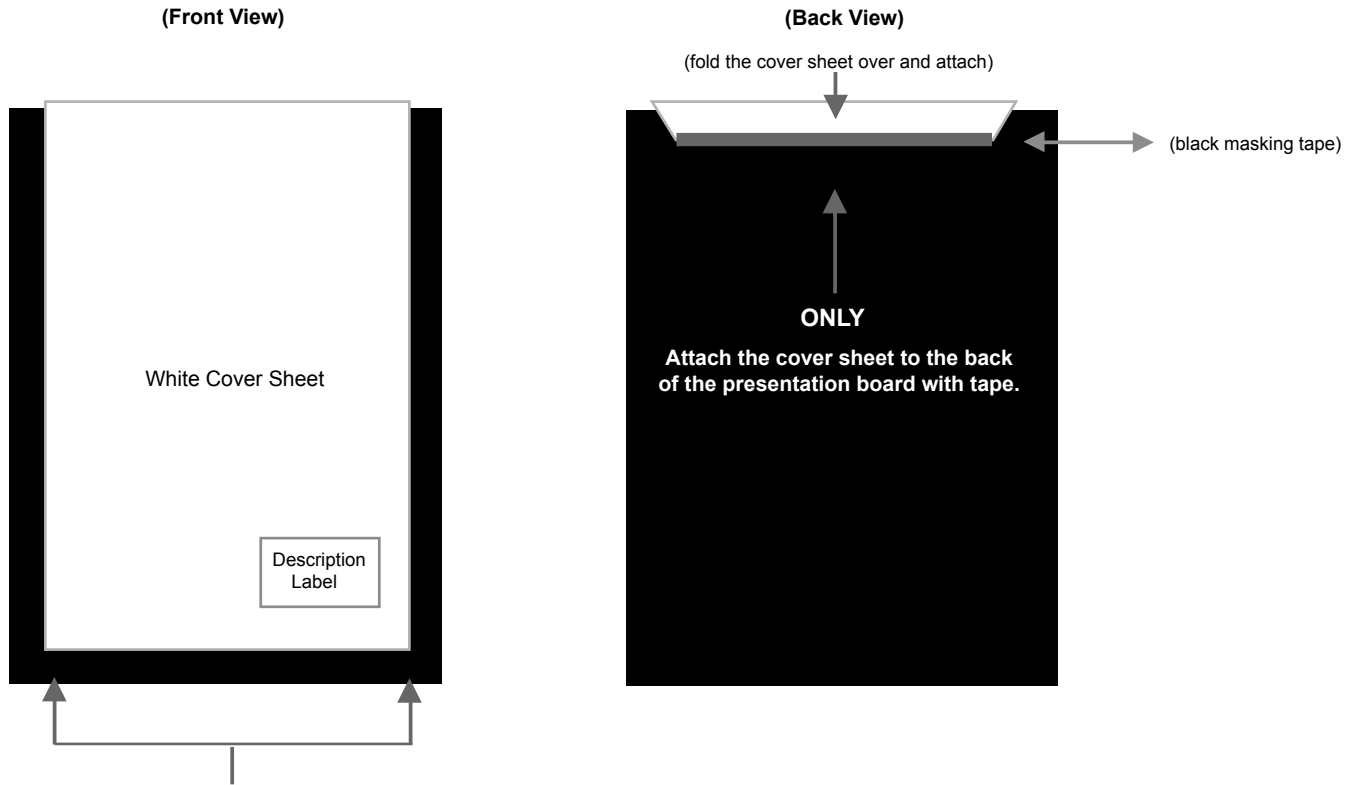 (Front View)
White Cover Sheet
Description
Label
(Back View)
(fold the cover sheet over and attach)
(black masking tape)
ONLY
Attach the cover sheet to the back
of the presentation board with tape.